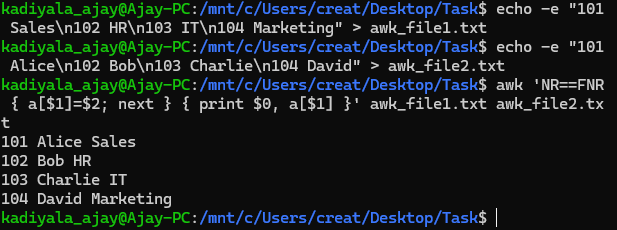 kadiyala_ajay@Ajay-PC:/mnt/c/Users/creat/Desktop/Task$ echo -e "101
 Sales\n102 HR\n103 IT\n104 Marketing" > awk_file1.txt
kadiyala_ajay@Ajay-PC:/mnt/c/Users/creat/Desktop/Task$ echo -e "101
 Alice\n102 Bob\n103 Charlie\n104 David" > awk_file2.txt
kadiyala_ajay@Ajay-PC:/mnt/c/Users/creat/Desktop/Task$ awk 'NR==FNR
 { a[$1]=$2; next } { print $0, a[$1] }' awk_file1.txt awk_file2.tx
t
101 Alice Sales
102 Bob HR
103 Charlie IT
104 David Marketing
kadiyala_ajay@Ajay-PC:/mnt/c/Users/creat/Desktop/Task$